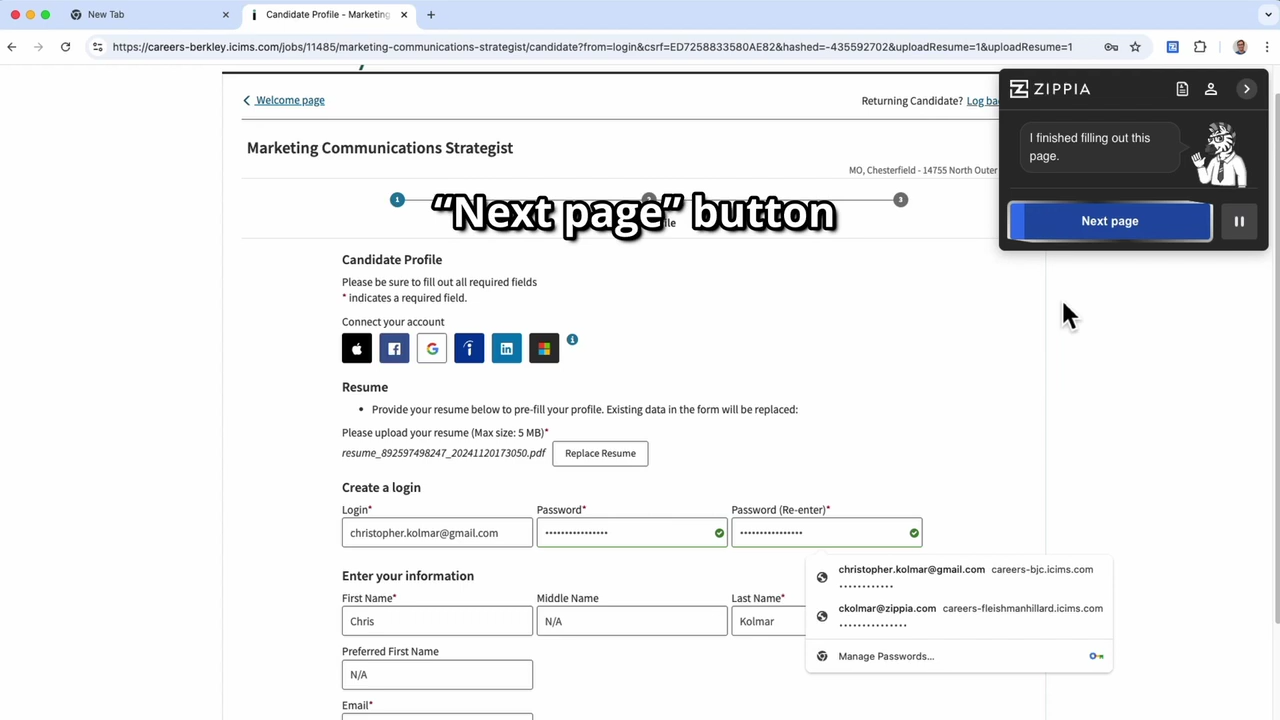 New Tab
Candidate Profile - Marketing
https://careers-berkley.icims.com/jobs/11485/marketing-communications-strategist/candidate?from=login&csrf=ED7258833580AE82&hashed=-435592702&uploadResume=1&uploadResume=1
Welcome page
Returning Candidate? Log bac
ZIPPIA
I finished filling out this
page.
Next page
Marketing Communications Strategist
MO, Chesterfield - 14755 North Outer
1
3
“Next page” button
Candidate Profile
Please be sure to fill out all required fields
* indicates a required field.
Connect your account
Resume
• Provide your resume below to pre-fill your profile. Existing data in the form will be replaced:
Please upload your resume (Max size: 5 MB)*
resume_892597498247_20241120173050.pdf
Replace Resume
Create a login
Login* Password* Password (Re-enter)*
christopher.kolmar@gmail.com •••••••••••••••• ••••••••••••••••
christopher.kolmar@gmail.com careers-bjc.icims.com
••••••••••••
ckolmar@zippia.com careers-fleishmanhillard.icims.com
•••••••••••••••
Manage Passwords...
Enter your information
First Name* Middle Name Last Name*
Chris N/A Kolmar
Preferred First Name
N/A
Email*